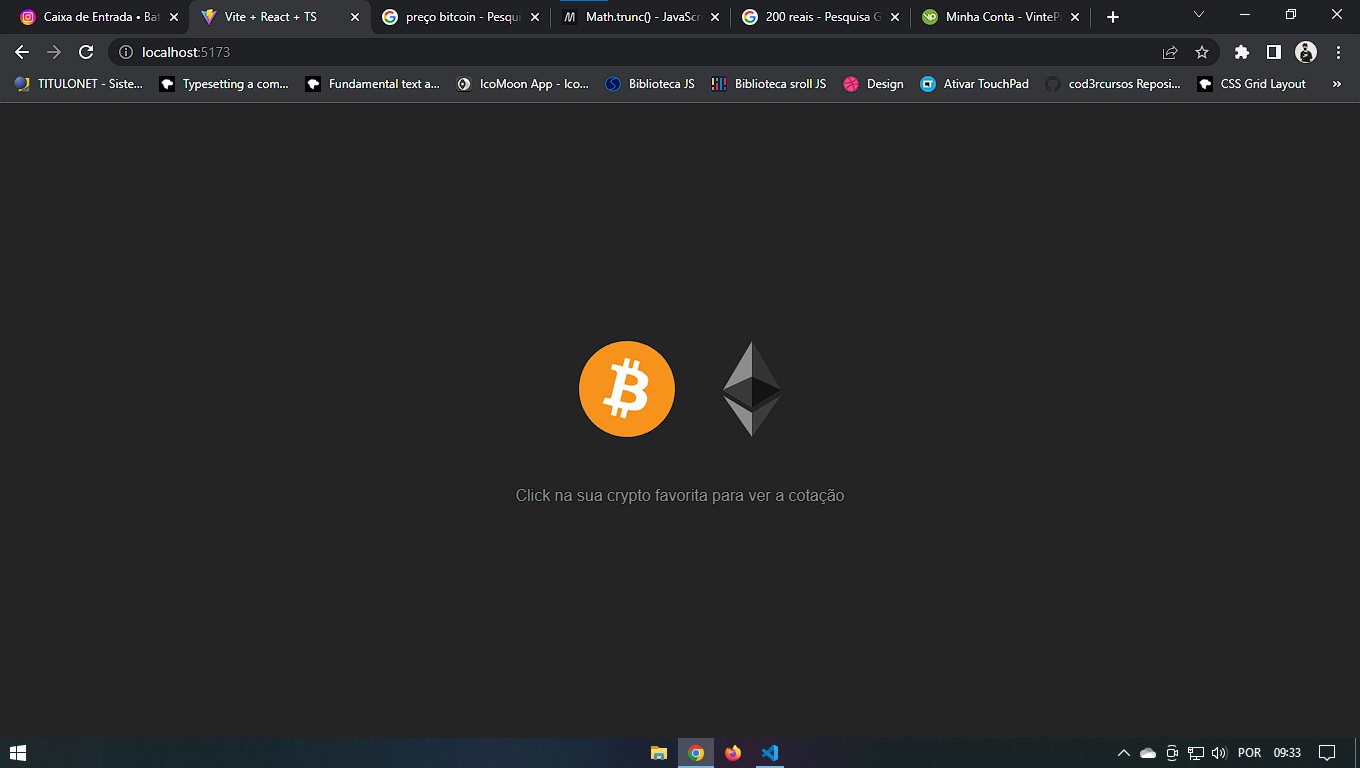 Caixa de Entrada • Bat
Vite + React + TS
preço bitcoin - Pesqui
Math.trunc() - JavaScr
200 reais - Pesquisa G
Minha Conta - VinteP
localhost:5173
TITULONET - Siste...
Typesetting a com...
Fundamental text a...
IcoMoon App - Ico...
Biblioteca JS
Biblioteca sroll JS
Design
Ativar TouchPad
cod3rcursos Reposi...
CSS Grid Layout
»
Click na sua crypto favorita para ver a cotação
POR
09:33